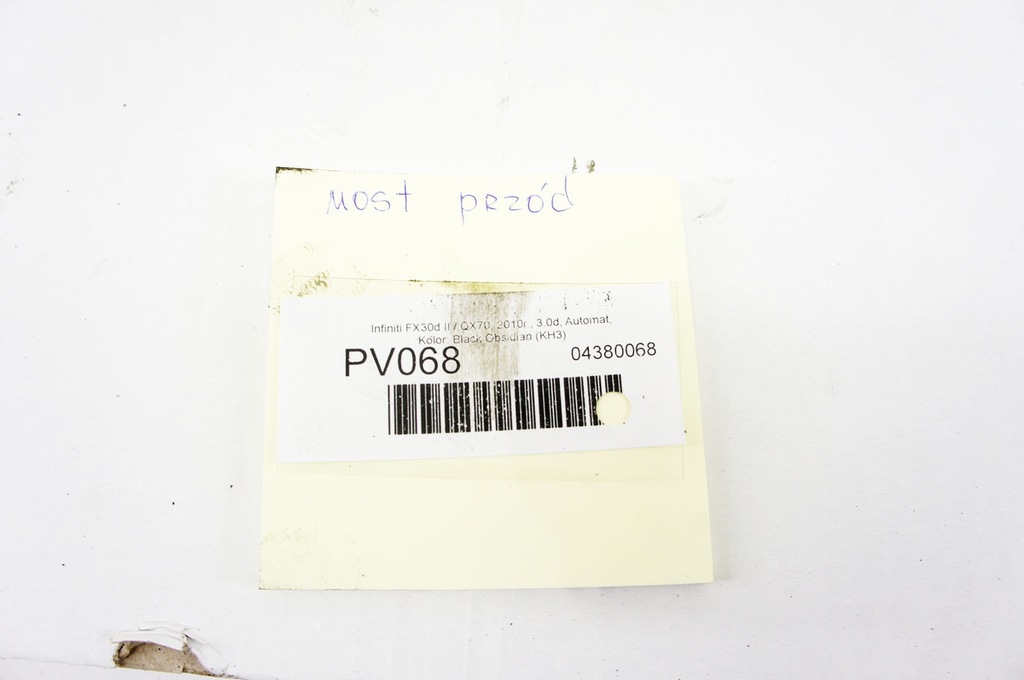 most przód
Infiniti FX30d II / QX70, 2010r., 3.0d, Automat,
Kolor: Black Obsidian (KH3)
PV068
04380068